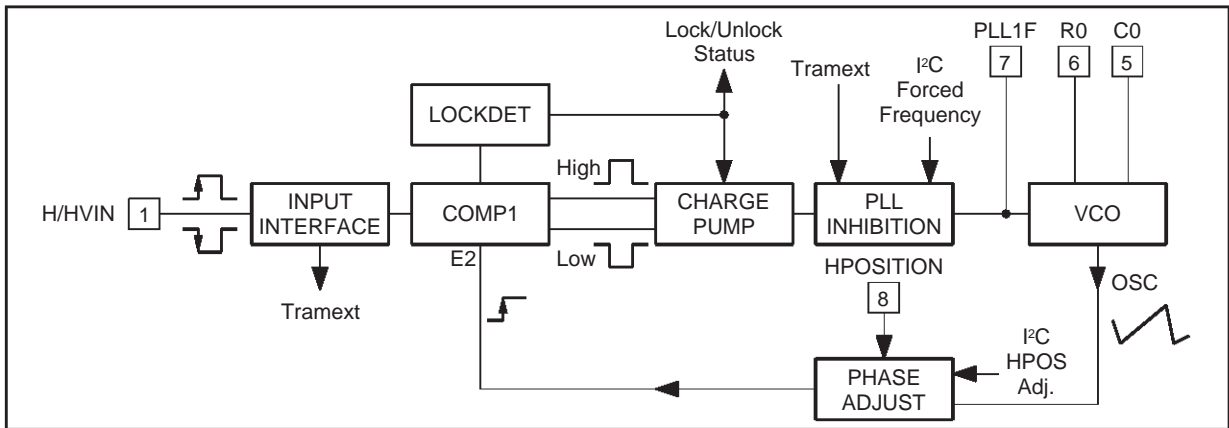 Lock/Unlock
Status
PLL1F
R0
C0
7
6
5
Tramext
I²C
Forced
Frequency
LOCKDET
High
H/HVIN
1
INPUT
INTERFACE
COMP1
CHARGE
PUMP
PLL
INHIBITION
VCO
E2
Low
HPOSITION
8
OSC
Tramext
I²C
HPOS
Adj.
PHASE
ADJUST